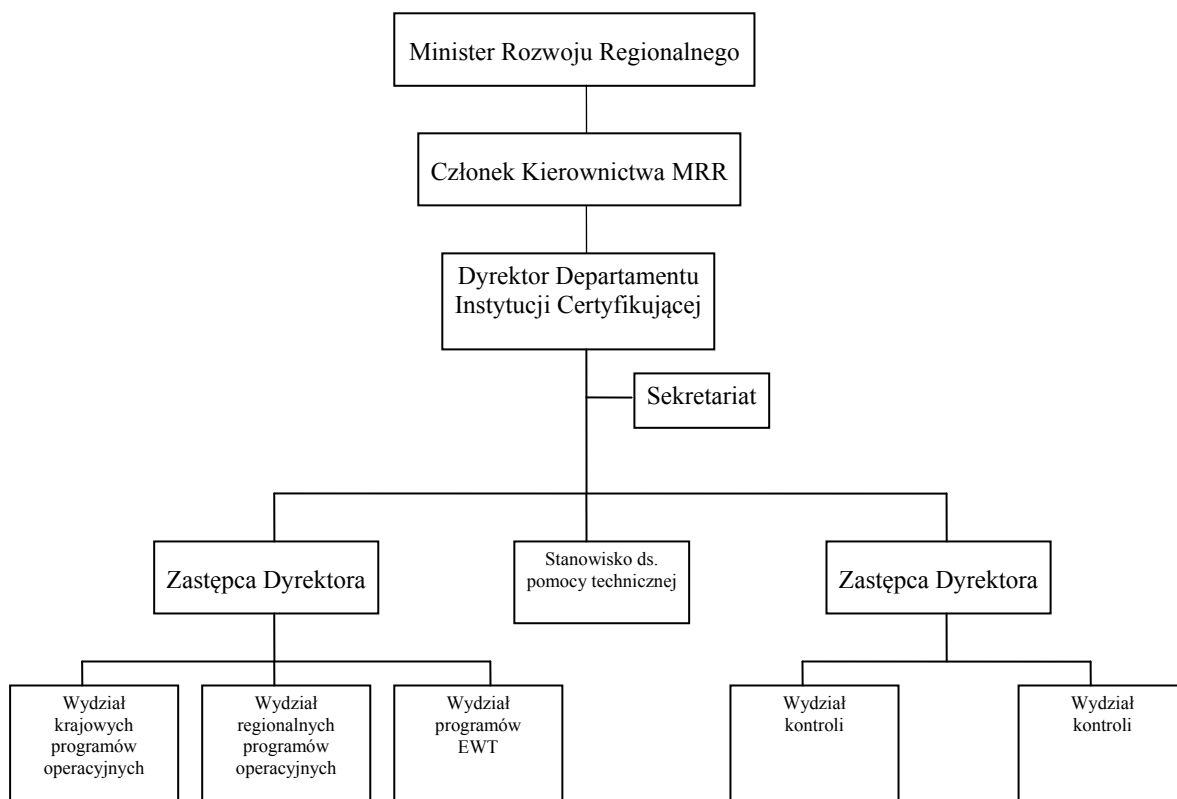 Minister Rozwoju Regionalnego
Członek Kierownictwa MRR
Dyrektor Departamentu
Instytucji Certyfikującej
Sekretariat
Zastępca Dyrektora
Stanowisko ds.
pomocy technicznej
Zastępca Dyrektora
Wydział
krajowych
programów
operacyjnych
Wydział
regionalnych
programów
operacyjnych
Wydział
programów
EWT
Wydział
kontroli
Wydział
kontroli